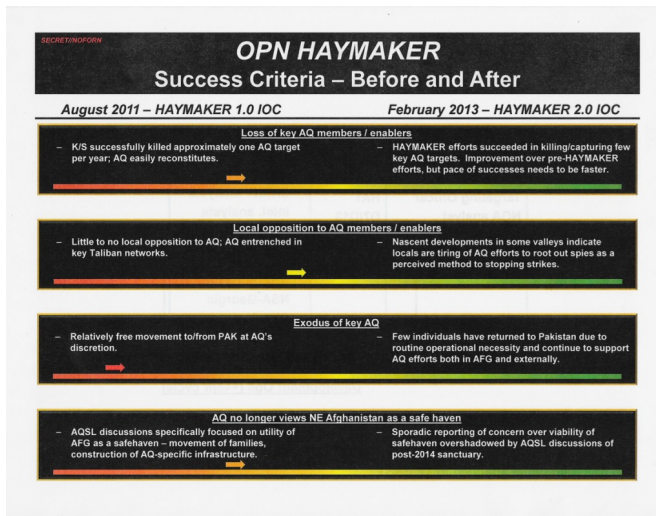 SECRET//NOFORN
OPN HAYMAKER
Success Criteria – Before and After
August 2011 – HAYMAKER 1.0 IOC
February 2013 – HAYMAKER 2.0 IOC
Loss of key AQ members / enablers
– K/S successfully killed approximately one AQ target
per year; AQ easily reconstitutes.
– HAYMAKER efforts succeeded in killing/capturing few
key AQ targets. Improvement over pre-HAYMAKER
efforts, but pace of successes needs to be faster.
Local opposition to AQ members / enablers
– Little to no local opposition to AQ; AQ entrenched in
key Taliban networks.
– Nascent developments in some valleys indicate
locals are tiring of AQ efforts to root out spies as a
perceived method to stopping strikes.
Exodus of key AQ
– Relatively free movement to/from PAK at AQ's
discretion.
– Few individuals have returned to Pakistan due to
routine operational necessity and continue to support
AQ efforts both in AFG and externally.
AQ no longer views NE Afghanistan as a safe haven
– AQSL discussions specifically focused on utility of
AFG as a safehaven – movement of families,
construction of AQ-specific infrastructure.
– Sporadic reporting of concern over viability of
safehaven overshadowed by AQSL discussions of
post-2014 sanctuary.